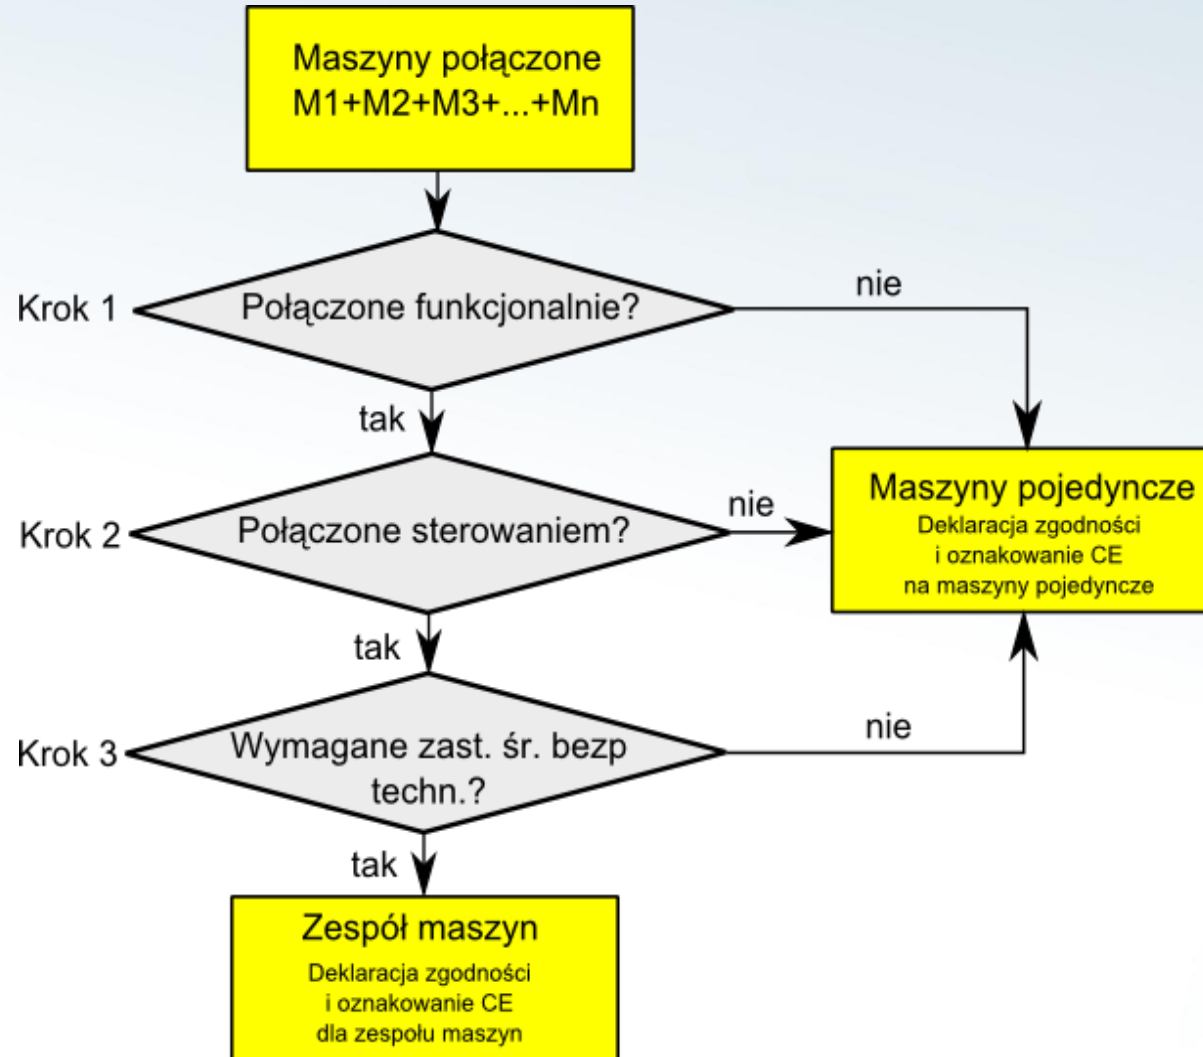 Maszyny połączone
M1+M2+M3+...+Mn
Krok 1
Połączone funkcjonalnie?
nie
tak
Krok 2
Połączone sterowaniem?
nie
Maszyny pojedyncze
Deklaracja zgodności
i oznakowanie CE
na maszyny pojedyncze
tak
Krok 3
Wymagane zast. śr. bezp
techn.?
nie
tak
Zespół maszyn
Deklaracja zgodności
i oznakowanie CE
dla zespołu maszyn